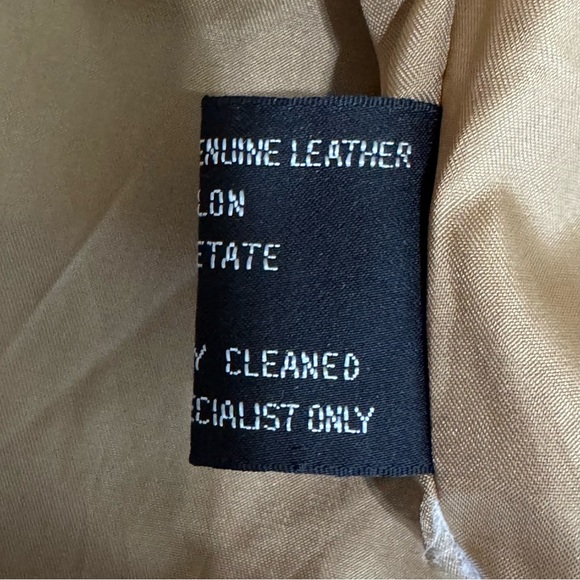 ENUINE LEATHER
LON
ETATE
Y CLEANED
ECIALIST ONLY